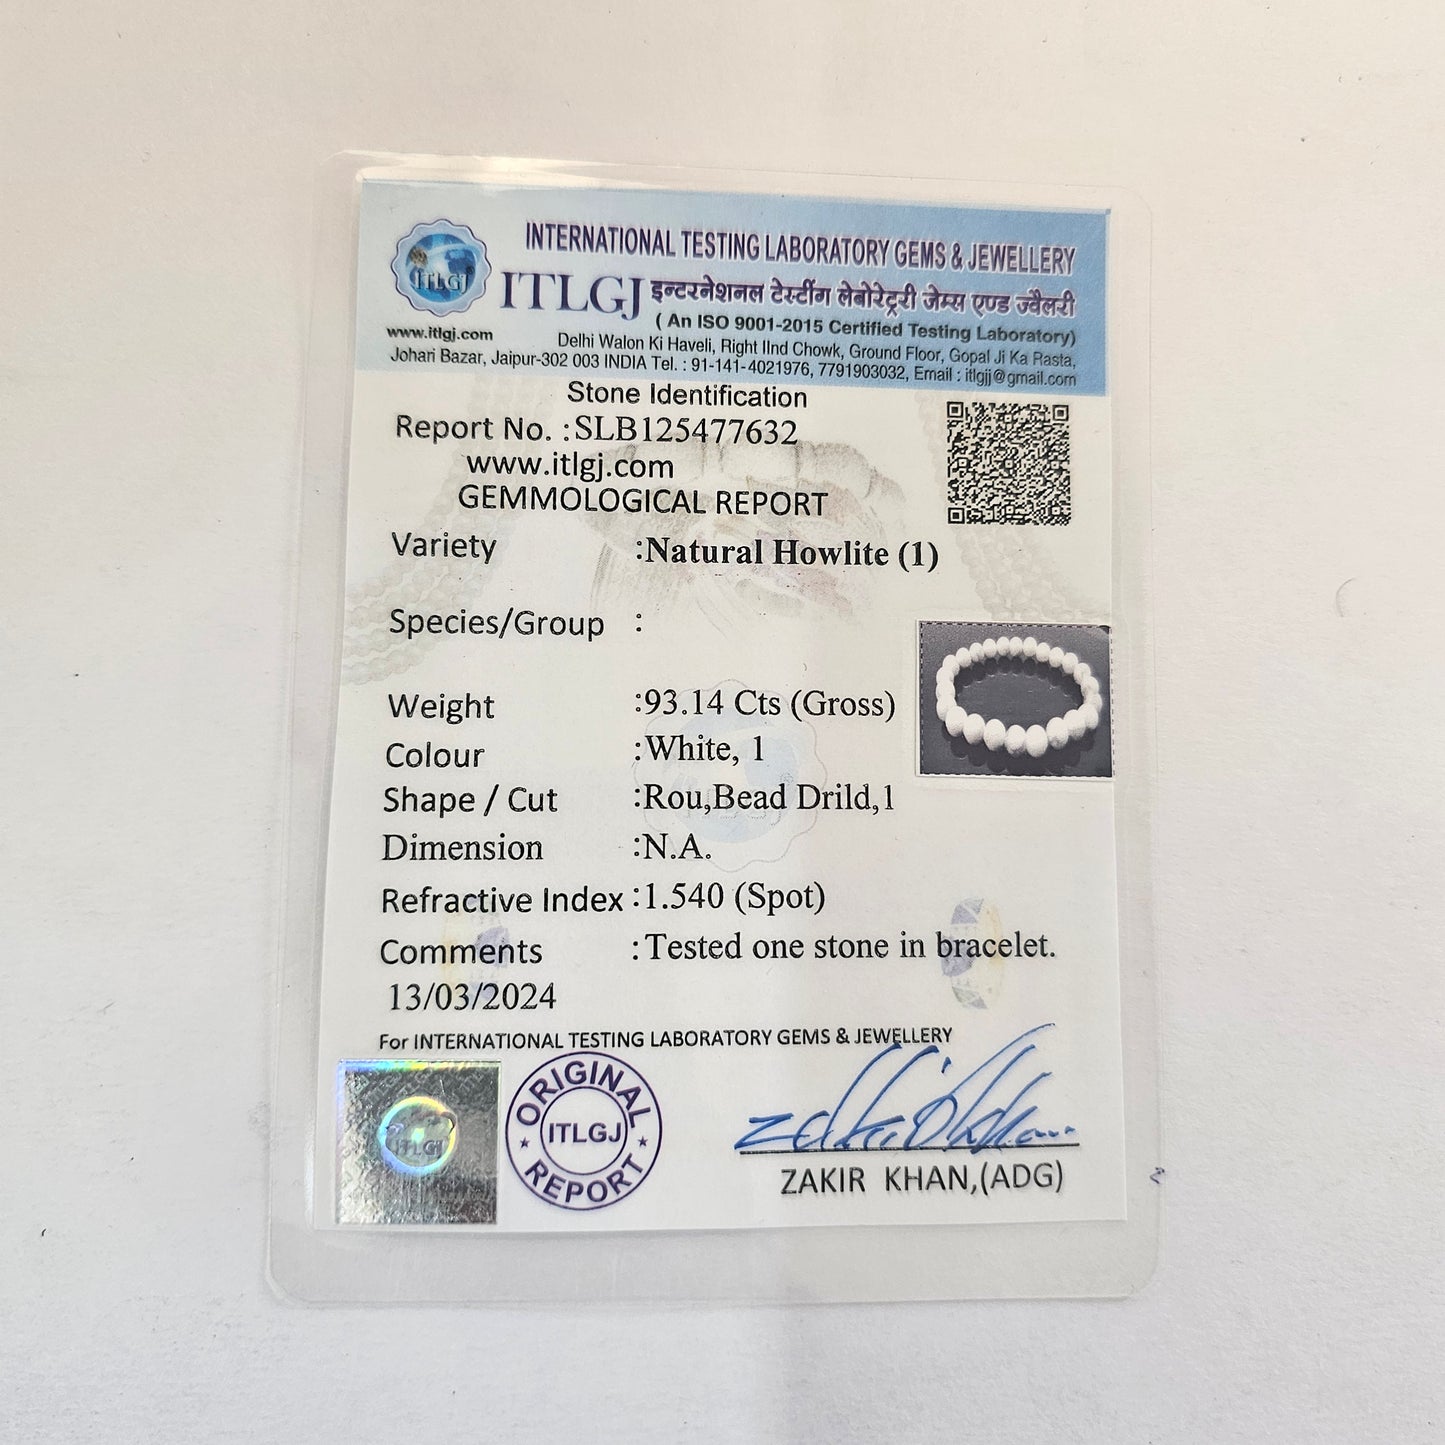 INTERNATIONAL TESTING LABORATORY GEMS & JEWELLERY
ITLGJ
ITLGJ इन्टरनेशनल टेस्टींग लेबोरेट्री जेम्स एण्ड ज्वैलरी
( An ISO 9001-2015 Certified Testing Laboratory)
www.itlgj.com
Delhi Walon Ki Haveli, Right IInd Chowk, Ground Floor, Gopal Ji Ka Rasta,
Johari Bazar, Jaipur-302 003 INDIA Tel. : 91-141-4021976, 7791903032, Email : itlgjj@gmail.com
Stone Identification
Report No. :SLB125477632
www.itlgj.com
GEMMOLOGICAL REPORT
Variety :Natural Howlite (1)
Species/Group :
Weight :93.14 Cts (Gross)
Colour :White, 1
Shape / Cut :Rou,Bead Drild,1
Dimension :N.A.
Refractive Index :1.540 (Spot)
Comments :Tested one stone in bracelet.
13/03/2024
For INTERNATIONAL TESTING LABORATORY GEMS & JEWELLERY
ITLGJ
ORIGINAL
ITLGJ
REPORT
ZAKIR KHAN,(ADG)